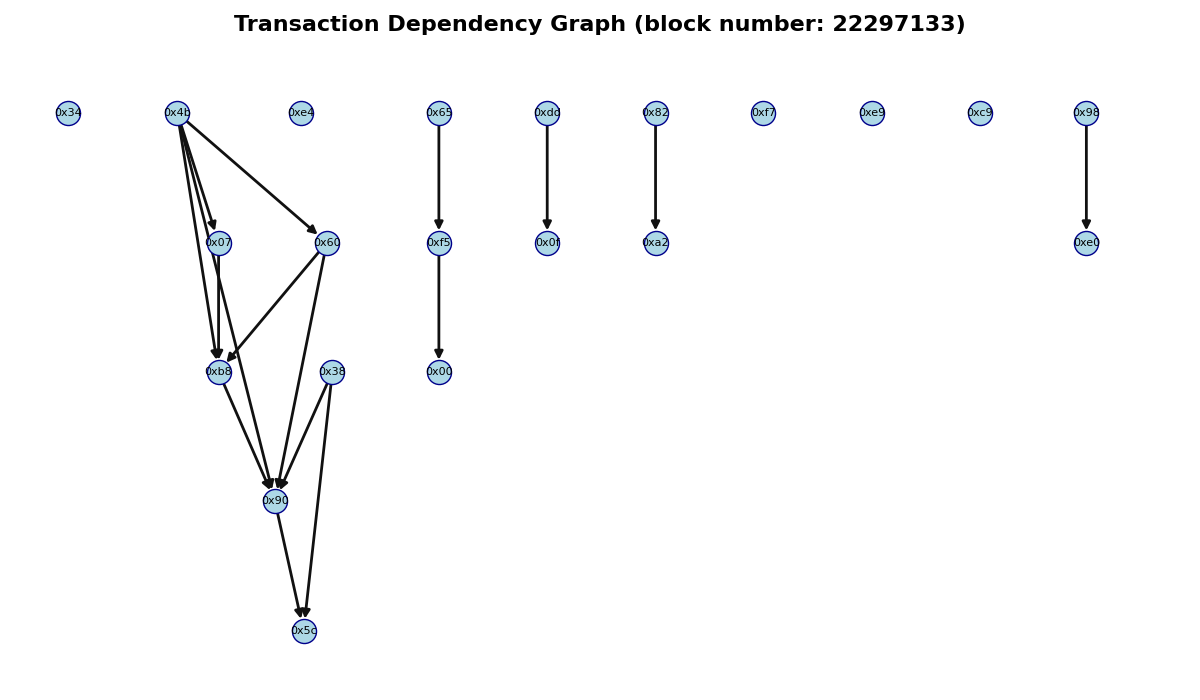 Transaction Dependency Graph (block number: 22297133)
0x34
0x4b
0xe4
0x65
0xdd
0x82
0xf7
0xe9
0xc9
0x98
0x07
0x60
0xf5
0x0f
0xa2
0xe0
0xb8
0x38
0x00
0x90
0x5c